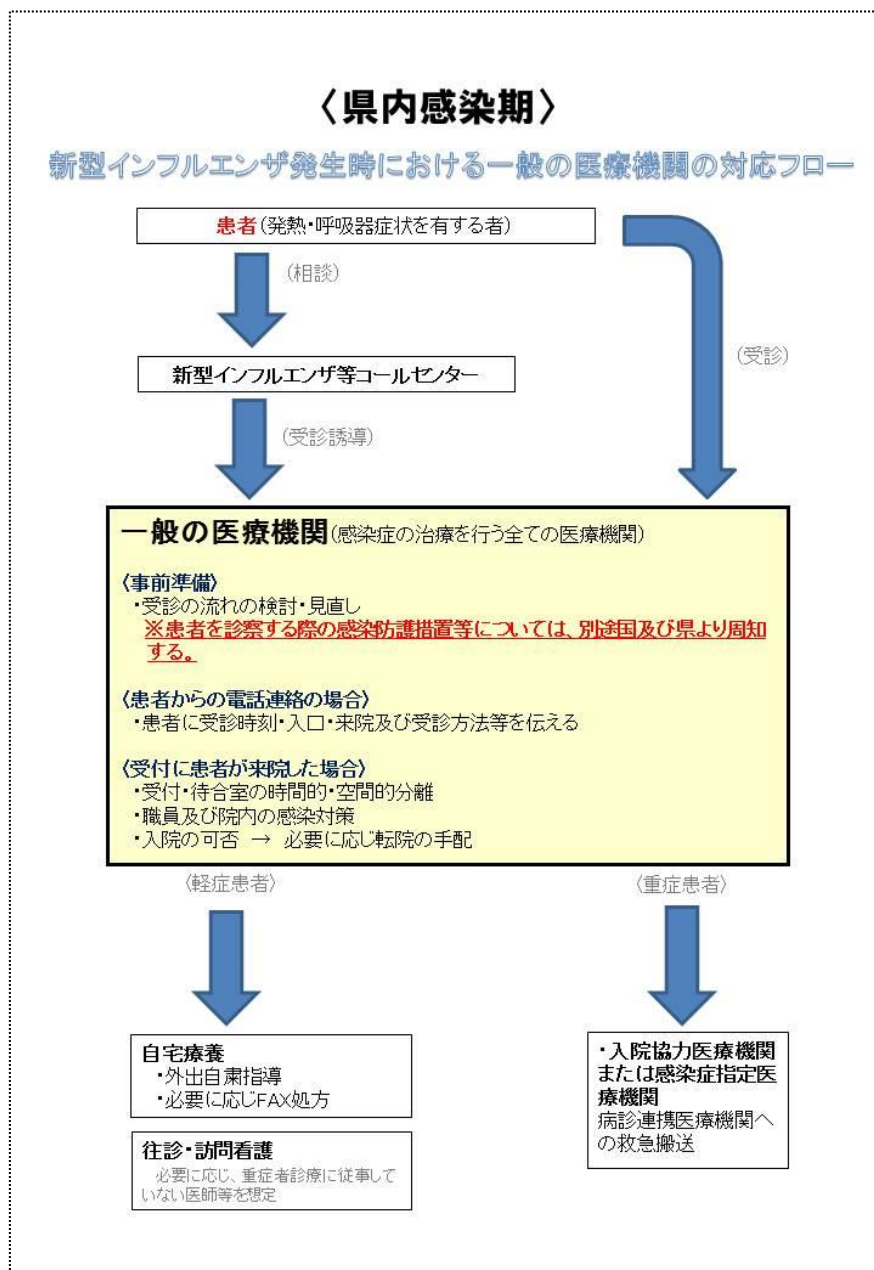 〈県内感染期〉
新型インフルエンザ発生時における一般の医療機関の対応フロー
患者(発熱・呼吸器症状を有する者)
(相談)
(受診)
新型インフルエンザ等コールセンター
(受診誘導)
一般の医療機関(感染症の治療を行う全ての医療機関)
〈事前準備〉
・受診の流れの検討・見直し
※患者を診察する際の感染防護措置等については、別途国及び県より周知
する。
〈患者からの電話連絡の場合〉
・患者に受診時刻・入口・来院及び受診方法等を伝える
〈受付に患者が来院した場合〉
・受付・待合室の時間的・空間的分離
・職員及び院内の感染対策
・入院の可否 → 必要に応じ転院の手配
〈軽症患者〉
〈重症患者〉
自宅療養
・外出自粛指導
・必要に応じFAX処方
往診・訪問看護
必要に応じ、重症者診療に従事して
いない医師等を想定
・入院協力医療機関
または感染症指定医
療機関
病診連携医療機関へ
の救急搬送